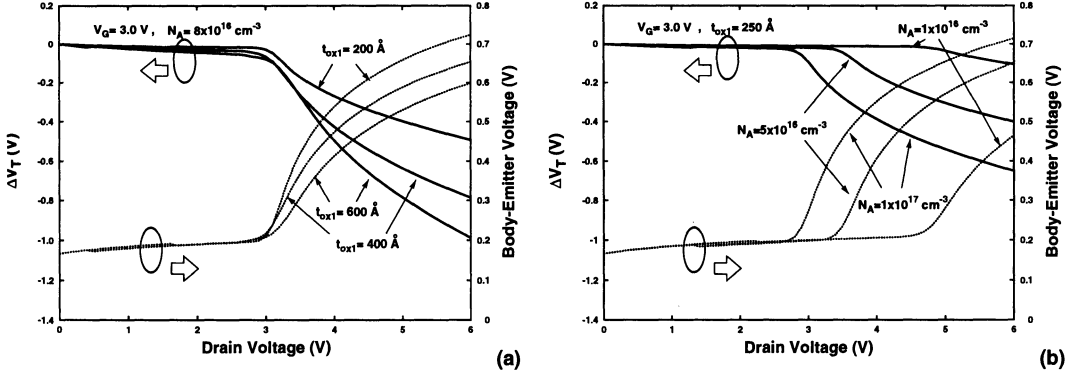 V_G= 3.0 V , N_A= 8x10^16 cm^-3
t_ox1= 200 Å
t_ox1= 600 Å
t_ox1= 400 Å
0.2
0
-0.2
-0.4
-0.6
-0.8
-1.0
-1.2
-1.4
ΔV_T (V)
0.8
0.7
0.6
0.5
0.4
0.3
0.2
0.1
0
Body-Emitter Voltage (V)
0 1 2 3 4 5 6
Drain Voltage (V)
(a)
V_G= 3.0 V , t_ox1= 250 Å
N_A=1x10^16 cm^-3
N_A=5x10^16 cm^-3
N_A=1x10^17 cm^-3
0.2
0
-0.2
-0.4
-0.6
-0.8
-1.0
-1.2
-1.4
ΔV_T (V)
0.8
0.7
0.6
0.5
0.4
0.3
0.2
0.1
0
Body-Emitter Voltage (V)
0 1 2 3 4 5 6
Drain Voltage (V)
(b)